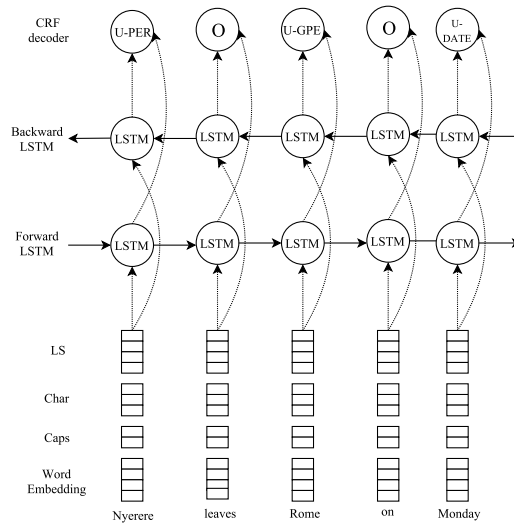 CRF
decoder
U-PER
O
U-GPE
O
U-
DATE
Backward
LSTM
LSTM
LSTM
LSTM
LSTM
LSTM
Forward
LSTM
LSTM
LSTM
LSTM
LSTM
LSTM
LS
Char
Caps
Word
Embedding
Nyerere
leaves
Rome
on
Monday